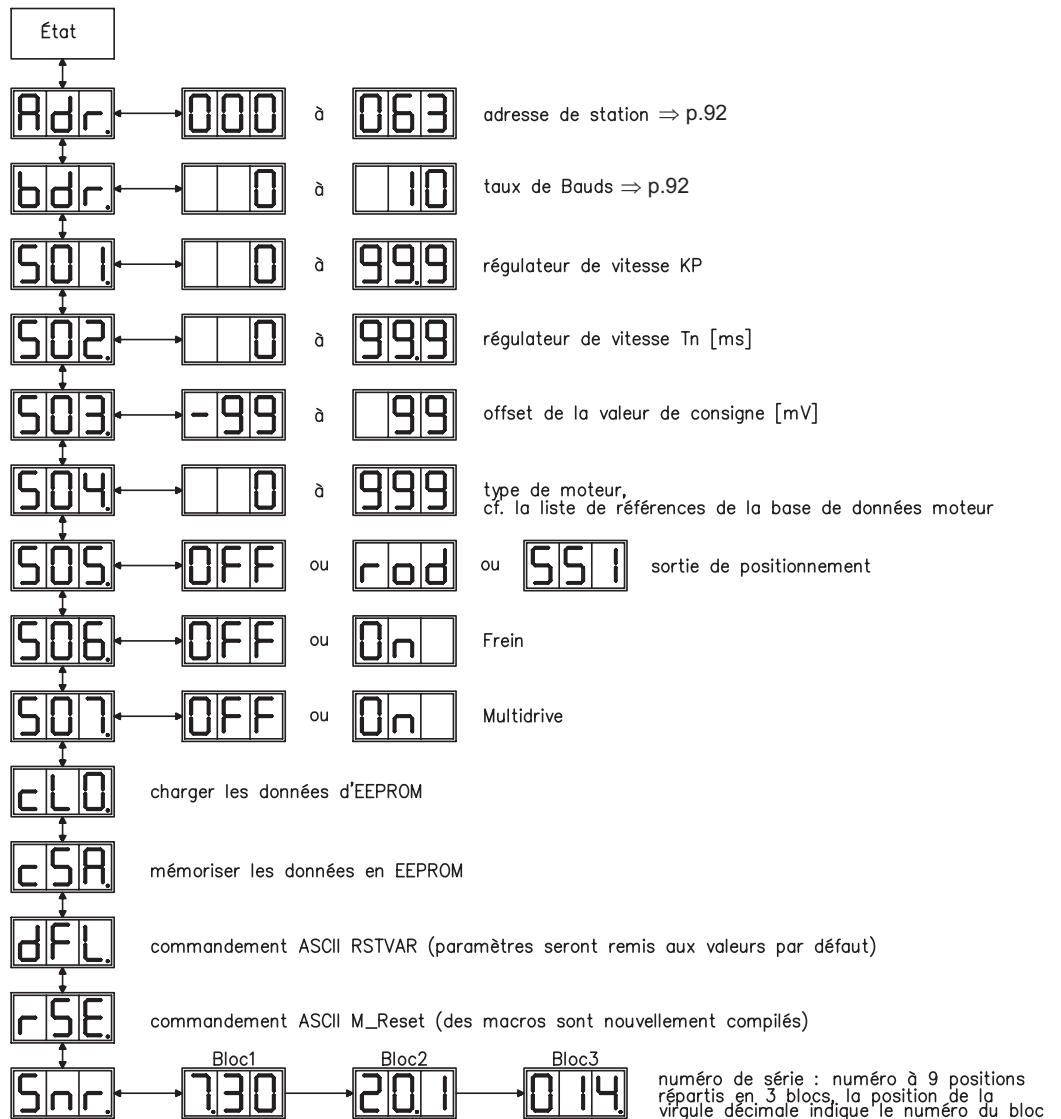 État
Adr. 000 à 063 adresse de station ⇒ p.92
bdr. 0 à 10 taux de Bauds ⇒ p.92
S01. 0 à 99.9 régulateur de vitesse KP
S02. 0 à 99.9 régulateur de vitesse Tn [ms]
S03. -99 à 99 offset de la valeur de consigne [mV]
S04. 0 à 999 type de moteur,
cf. la liste de références de la base de données moteur
S05. OFF ou rod ou SSI sortie de positionnement
S06. OFF ou On Frein
S07. OFF ou On Multidrive
cLO. charger les données d'EEPROM
cSA. mémoriser les données en EEPROM
dFL. commandement ASCII RSTVAR (paramètres seront remis aux valeurs par défaut)
rSE. commandement ASCII M_Reset (des macros sont nouvellement compilés)
Bloc1 Bloc2 Bloc3
Snr. 7.30 20.1 014. numéro de série : numéro à 9 positions
répartis en 3 blocs, la position de la
virgule décimale indique le numéro du bloc